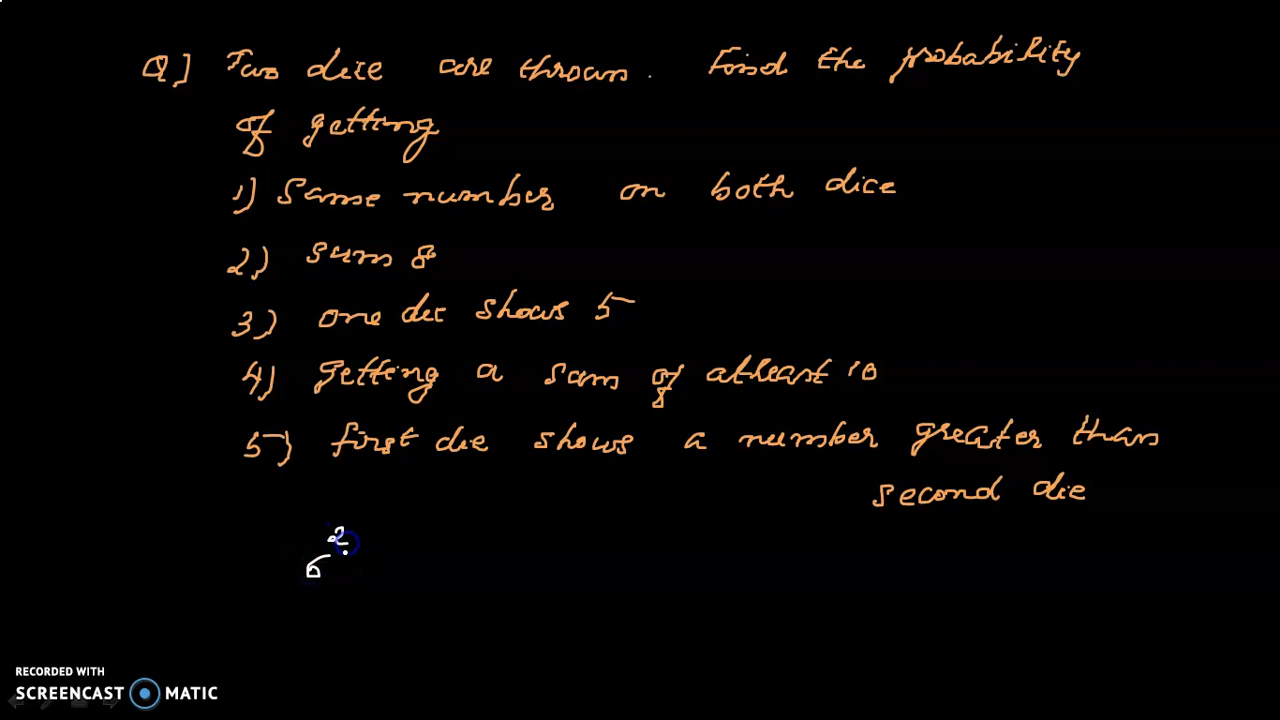 Q] Two dice are thrown. Find the probability
of getting
1) Same number on both dice
2) sum 8
3) one die shows 5
4) getting a sum of atleast 10
5) first die shows a number greater than
second die
6²
RECORDED WITH
SCREENCAST MATIC